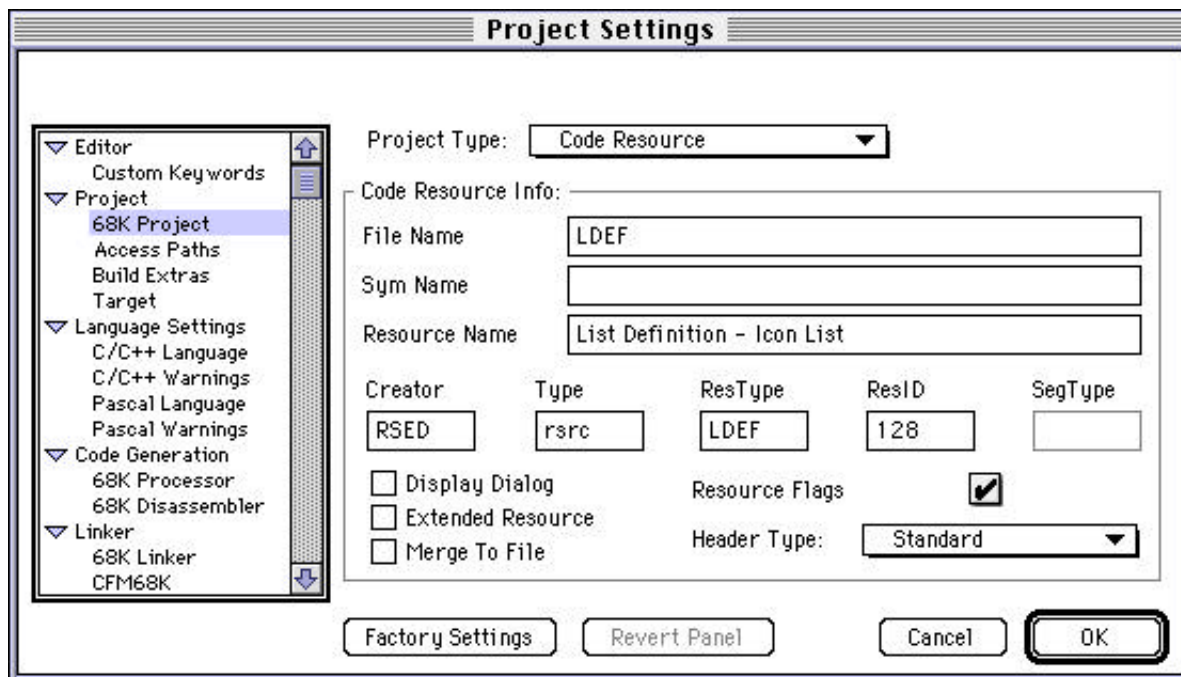 Project Settings
Editor
Custom Keywords
Project
68K Project
Access Paths
Build Extras
Target
Language Settings
C/C++ Language
C/C++ Warnings
Pascal Language
Pascal Warnings
Code Generation
68K Processor
68K Disassembler
Linker
68K Linker
CFM68K
Project Type: Code Resource
Code Resource Info:
File Name LDEF
Sym Name
Resource Name List Definition - Icon List
Creator Type ResType ResID SegType
RSED rsrc LDEF 128
Display Dialog
Extended Resource
Merge To File
Resource Flags
Header Type: Standard
Factory Settings Revert Panel Cancel OK